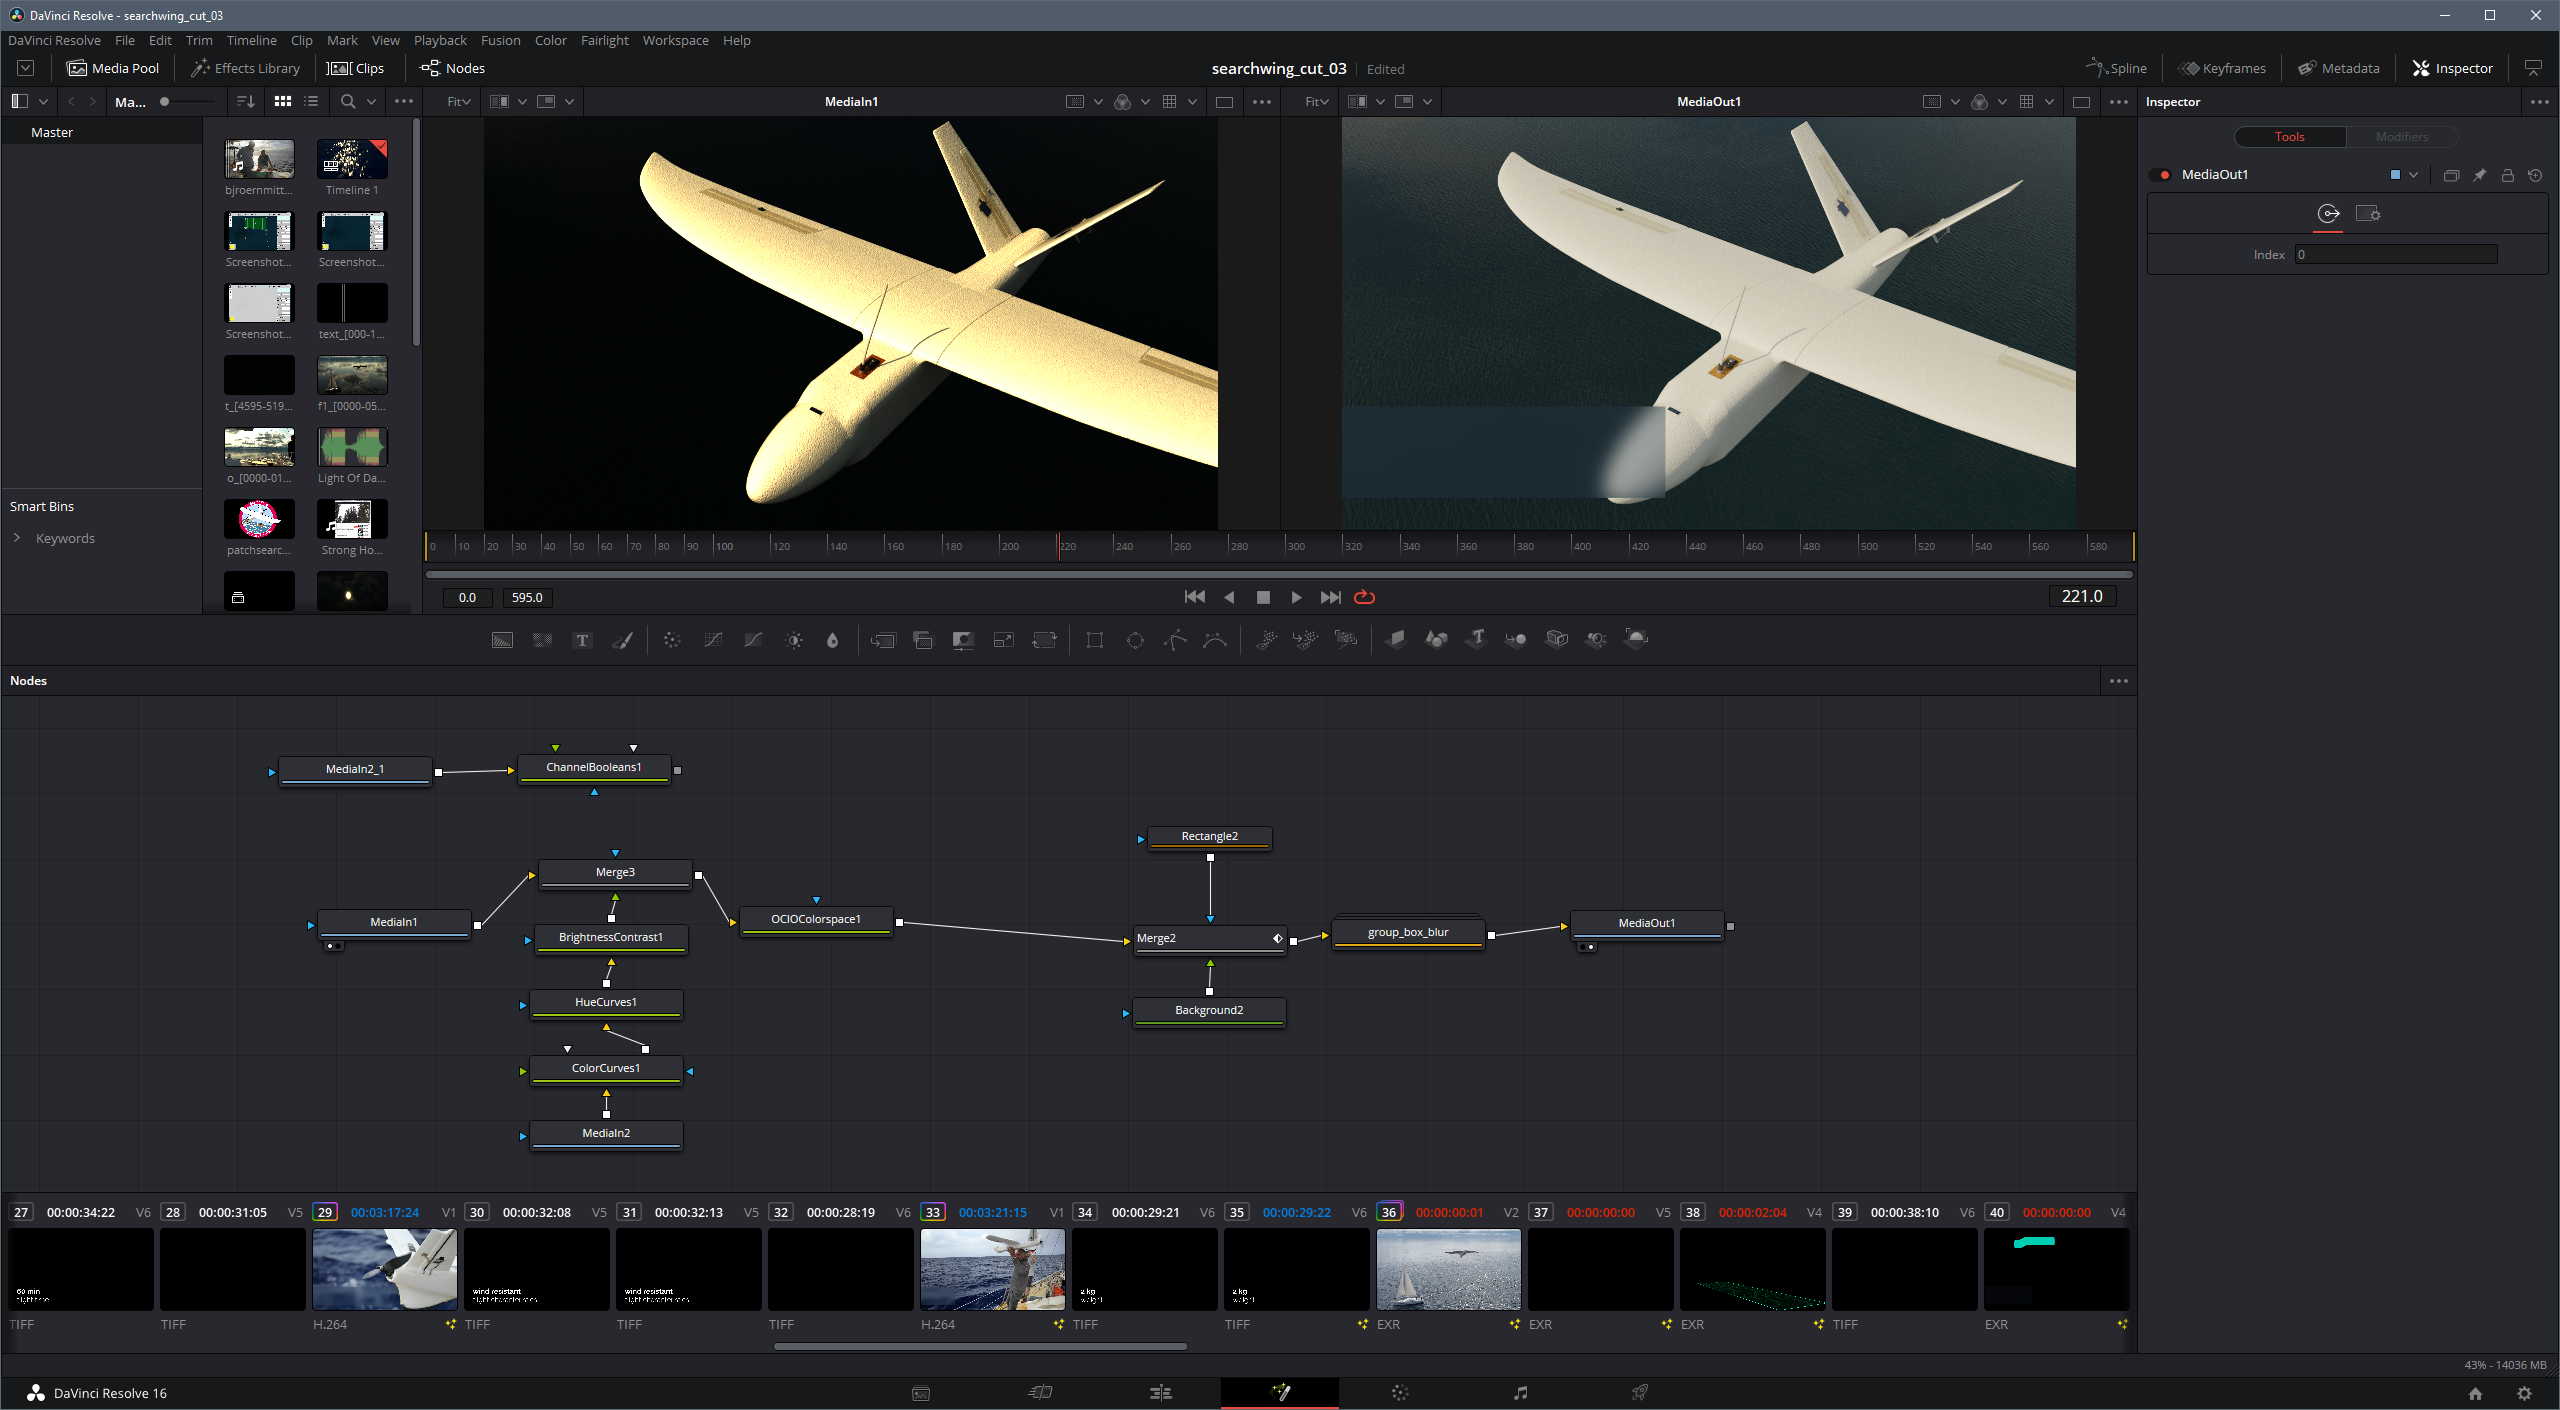 DaVinci Resolve - searchwing_cut_03
DaVinci Resolve File Edit Trim Timeline Clip Mark View Playback Fusion Color Fairlight Workspace Help
Media Pool Effects Library Clips Nodes searchwing_cut_03 Edited Spline Keyframes Metadata Inspector
Ma... Fit MediaIn1 Fit MediaOut1 Inspector
Master
Tools Modifiers
MediaOut1
Index 0
bjroernmitt... Timeline 1
Screenshot... Screenshot...
Screenshot... text_[000-1...
t_[4595-519... f1_[0000-05...
o_[0000-01... Light Of Da...
patchsearc... Strong Ho...
Smart Bins
Keywords
0 10 20 30 40 50 60 70 80 90 100 120 140 160 180 200 220 240 260 280 300 320 340 360 380 400 420 440 460 480 500 520 540 560 580
0.0 595.0 221.0
Nodes
MediaIn2_1 ChannelBooleans1
Rectangle2
Merge3
MediaIn1 BrightnessContrast1 OCIOColorspace1 Merge2 group_box_blur MediaOut1
HueCurves1 Background2
ColorCurves1
MediaIn2
27 00:00:34:22 V6 28 00:00:31:05 V5 29 00:03:17:24 V1 30 00:00:32:08 V5 31 00:00:32:13 V5 32 00:00:28:19 V6 33 00:03:21:15 V1 34 00:00:29:21 V6 35 00:00:29:22 V6 36 00:00:00:01 V2 37 00:00:00:00 V5 38 00:00:02:04 V4 39 00:00:38:10 V6 40 00:00:00:00 V4
60 min wind resistant wind resistant 2 kg 2 kg
TIFF TIFF H.264 TIFF TIFF TIFF H.264 TIFF TIFF EXR EXR EXR TIFF EXR
43% - 14036 MB
DaVinci Resolve 16